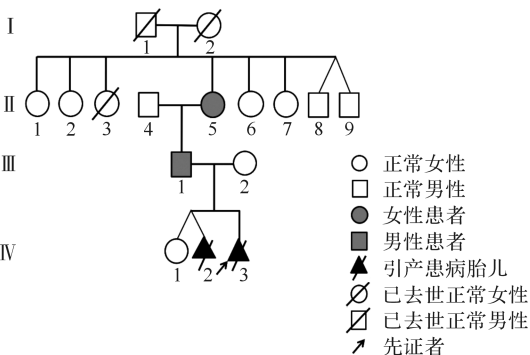 Ⅰ
1 2
Ⅱ
1 2 3 4 5 6 7 8 9
Ⅲ
1 2
Ⅳ
1 2 3
正常女性
正常男性
女性患者
男性患者
引产患病胎儿
已去世正常女性
已去世正常男性
先证者